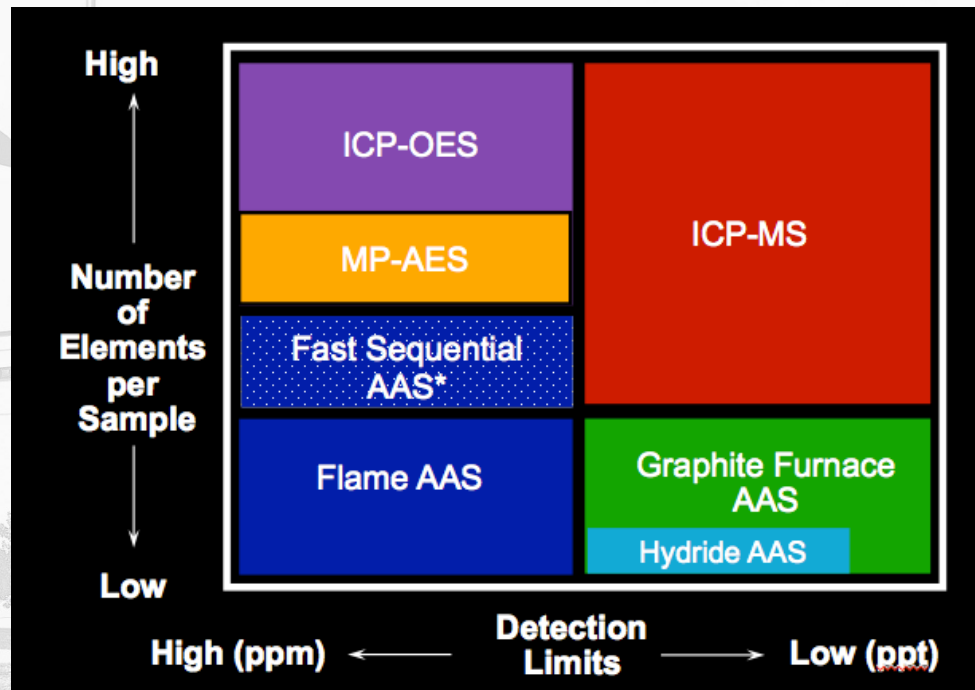 High
Number
of
Elements
per
Sample
Low
ICP-OES
MP-AES
Fast Sequential
AAS*
Flame AAS
ICP-MS
Graphite Furnace
AAS
Hydride AAS
High (ppm)
Detection
Limits
Low (ppt)